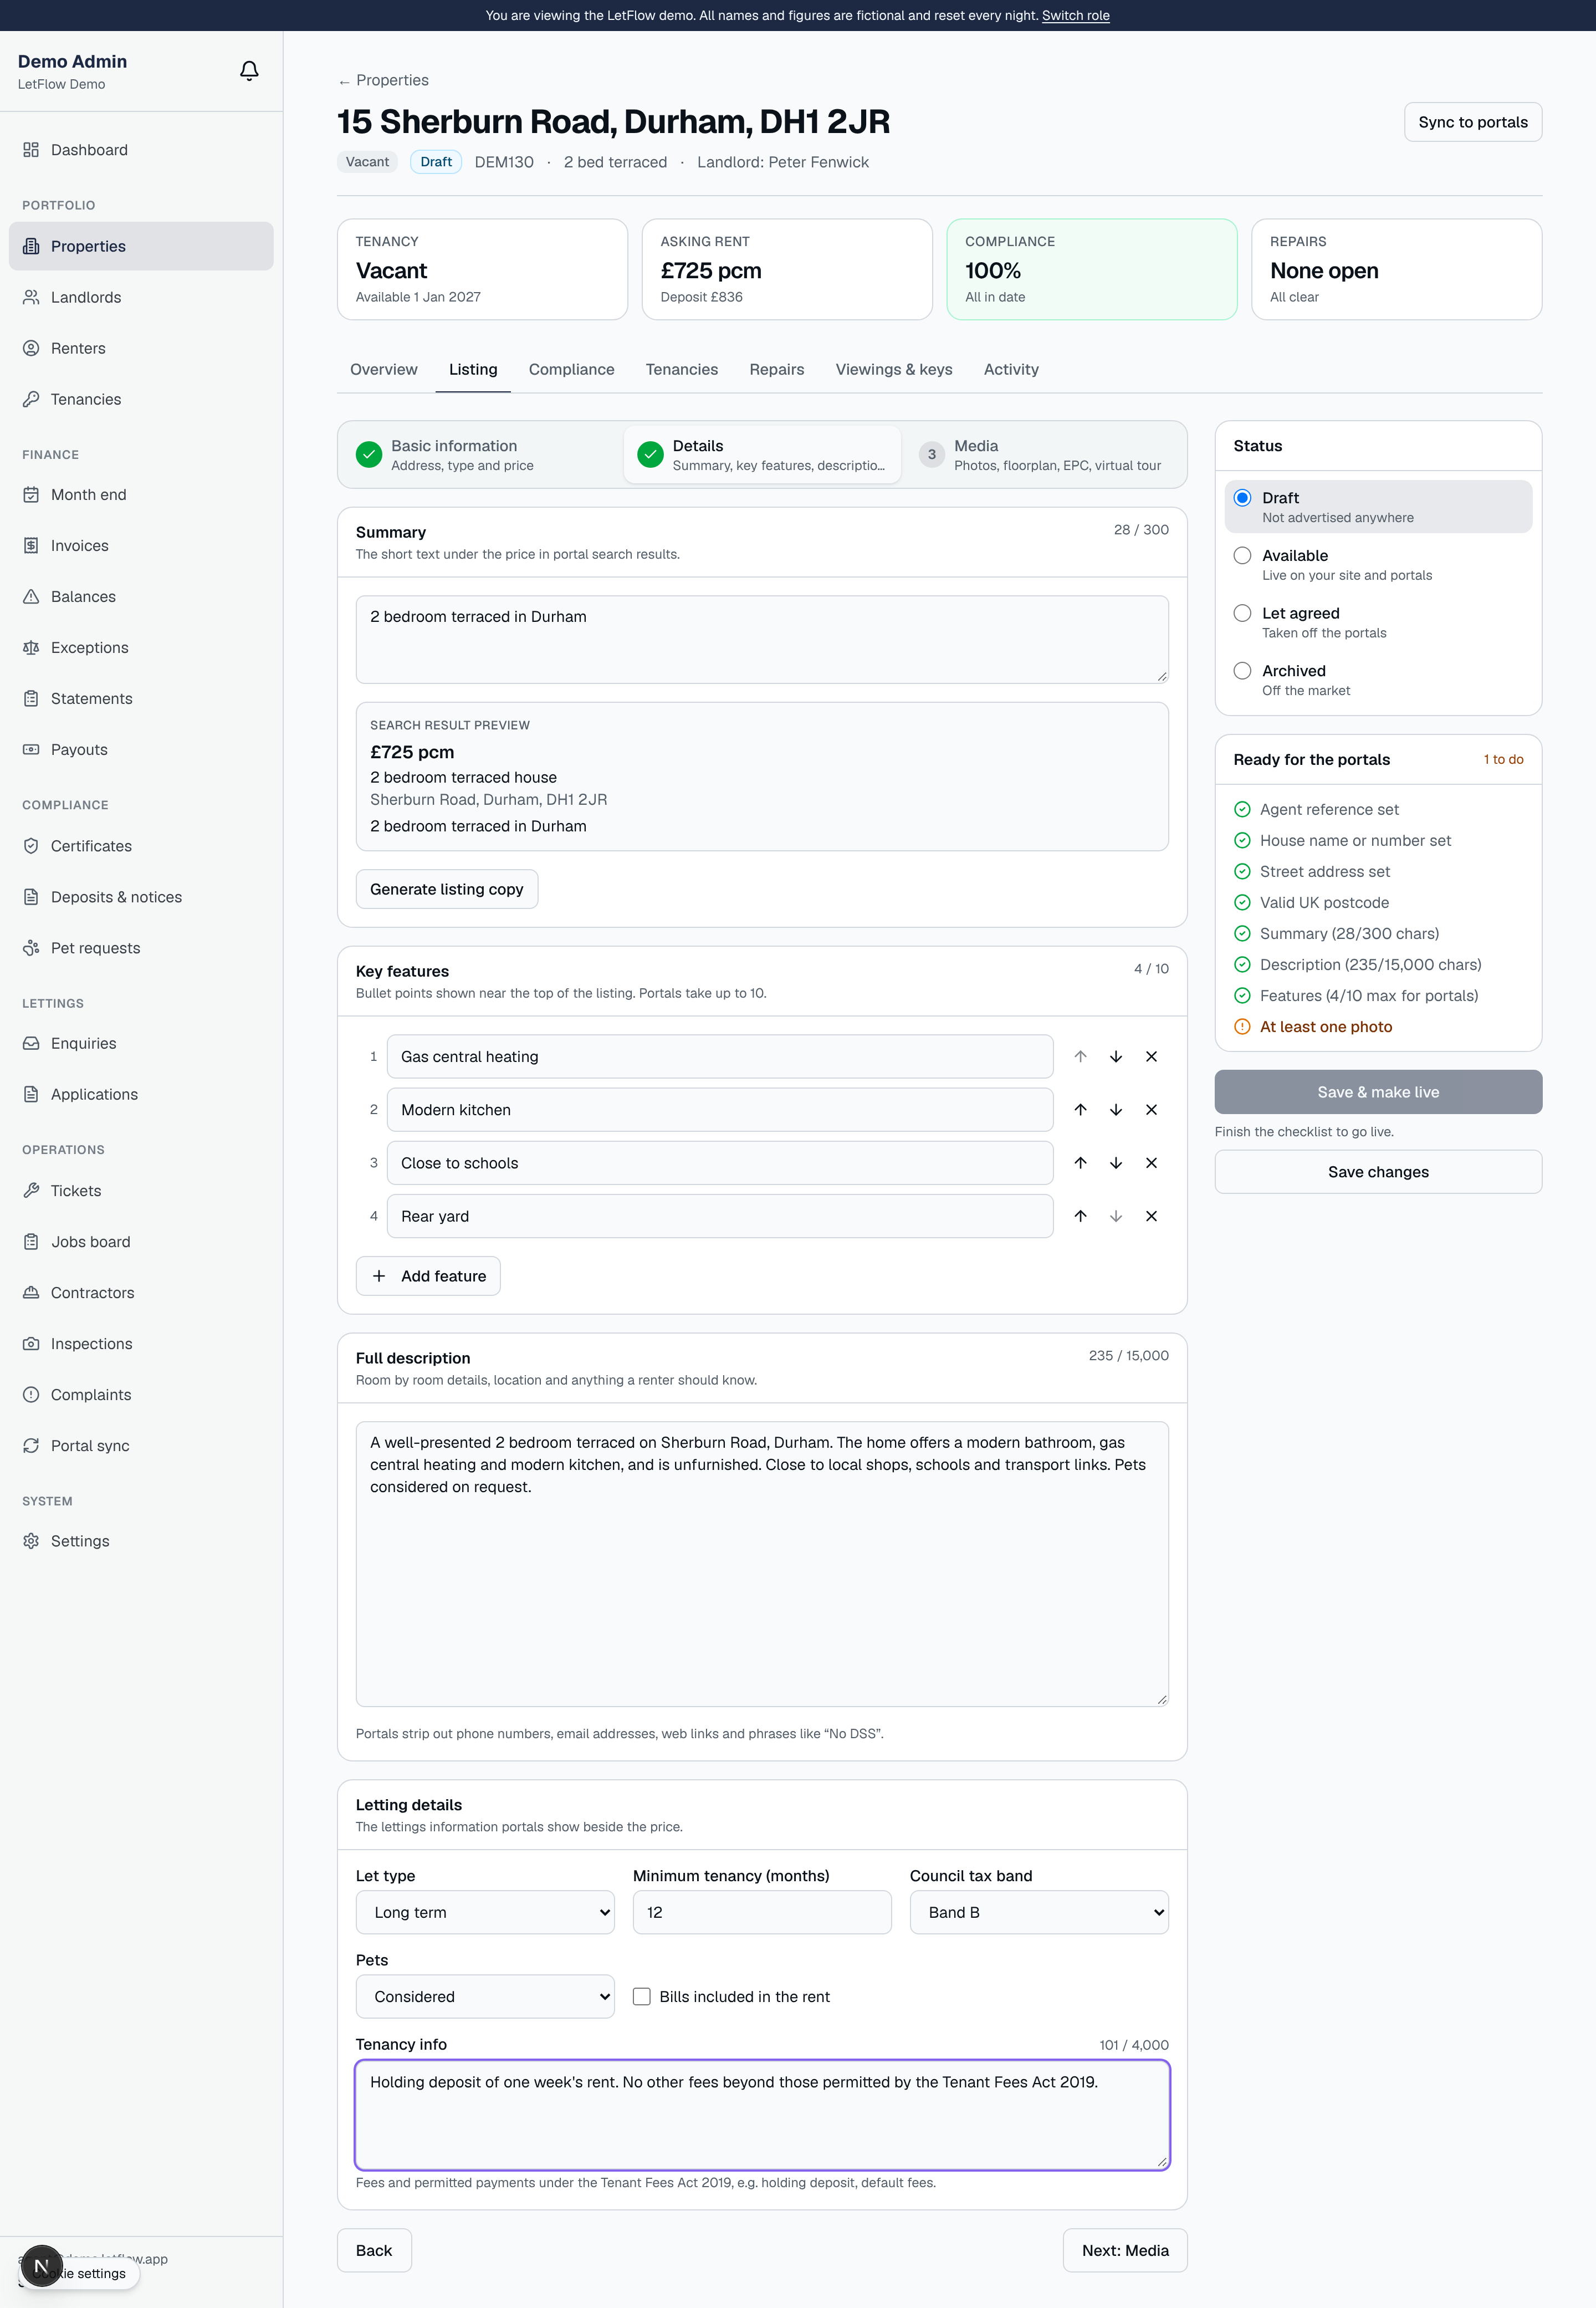 You are viewing the LetFlow demo. All names and figures are fictional and reset every night. Switch role
Demo Admin
LetFlow Demo
Dashboard
PORTFOLIO
Properties
Landlords
Renters
Tenancies
FINANCE
Month end
Invoices
Balances
Exceptions
Statements
Payouts
COMPLIANCE
Certificates
Deposits & notices
Pet requests
LETTINGS
Enquiries
Applications
OPERATIONS
Tickets
Jobs board
Contractors
Inspections
Complaints
Portal sync
SYSTEM
Settings
N
settings
← Properties
15 Sherburn Road, Durham, DH1 2JR
Sync to portals
Vacant Draft DEM130 · 2 bed terraced · Landlord: Peter Fenwick
TENANCY
Vacant
Available 1 Jan 2027
ASKING RENT
£725 pcm
Deposit £836
COMPLIANCE
100%
All in date
REPAIRS
None open
All clear
Overview Listing Compliance Tenancies Repairs Viewings & keys Activity
Basic information
Address, type and price
Details
Summary, key features, descriptio...
3 Media
Photos, floorplan, EPC, virtual tour
Summary 28 / 300
The short text under the price in portal search results.
2 bedroom terraced in Durham
SEARCH RESULT PREVIEW
£725 pcm
2 bedroom terraced house
Sherburn Road, Durham, DH1 2JR
2 bedroom terraced in Durham
Generate listing copy
Key features 4 / 10
Bullet points shown near the top of the listing. Portals take up to 10.
1 Gas central heating
2 Modern kitchen
3 Close to schools
4 Rear yard
Add feature
Full description 235 / 15,000
Room by room details, location and anything a renter should know.
A well-presented 2 bedroom terraced on Sherburn Road, Durham. The home offers a modern bathroom, gas
central heating and modern kitchen, and is unfurnished. Close to local shops, schools and transport links. Pets
considered on request.
Portals strip out phone numbers, email addresses, web links and phrases like “No DSS”.
Letting details
The lettings information portals show beside the price.
Let type Minimum tenancy (months) Council tax band
Long term 12 Band B
Pets
Considered Bills included in the rent
Tenancy info 101 / 4,000
Holding deposit of one week's rent. No other fees beyond those permitted by the Tenant Fees Act 2019.
Fees and permitted payments under the Tenant Fees Act 2019, e.g. holding deposit, default fees.
Back Next: Media
Status
Draft
Not advertised anywhere
Available
Live on your site and portals
Let agreed
Taken off the portals
Archived
Off the market
Ready for the portals 1 to do
Agent reference set
House name or number set
Street address set
Valid UK postcode
Summary (28/300 chars)
Description (235/15,000 chars)
Features (4/10 max for portals)
At least one photo
Save & make live
Finish the checklist to go live.
Save changes